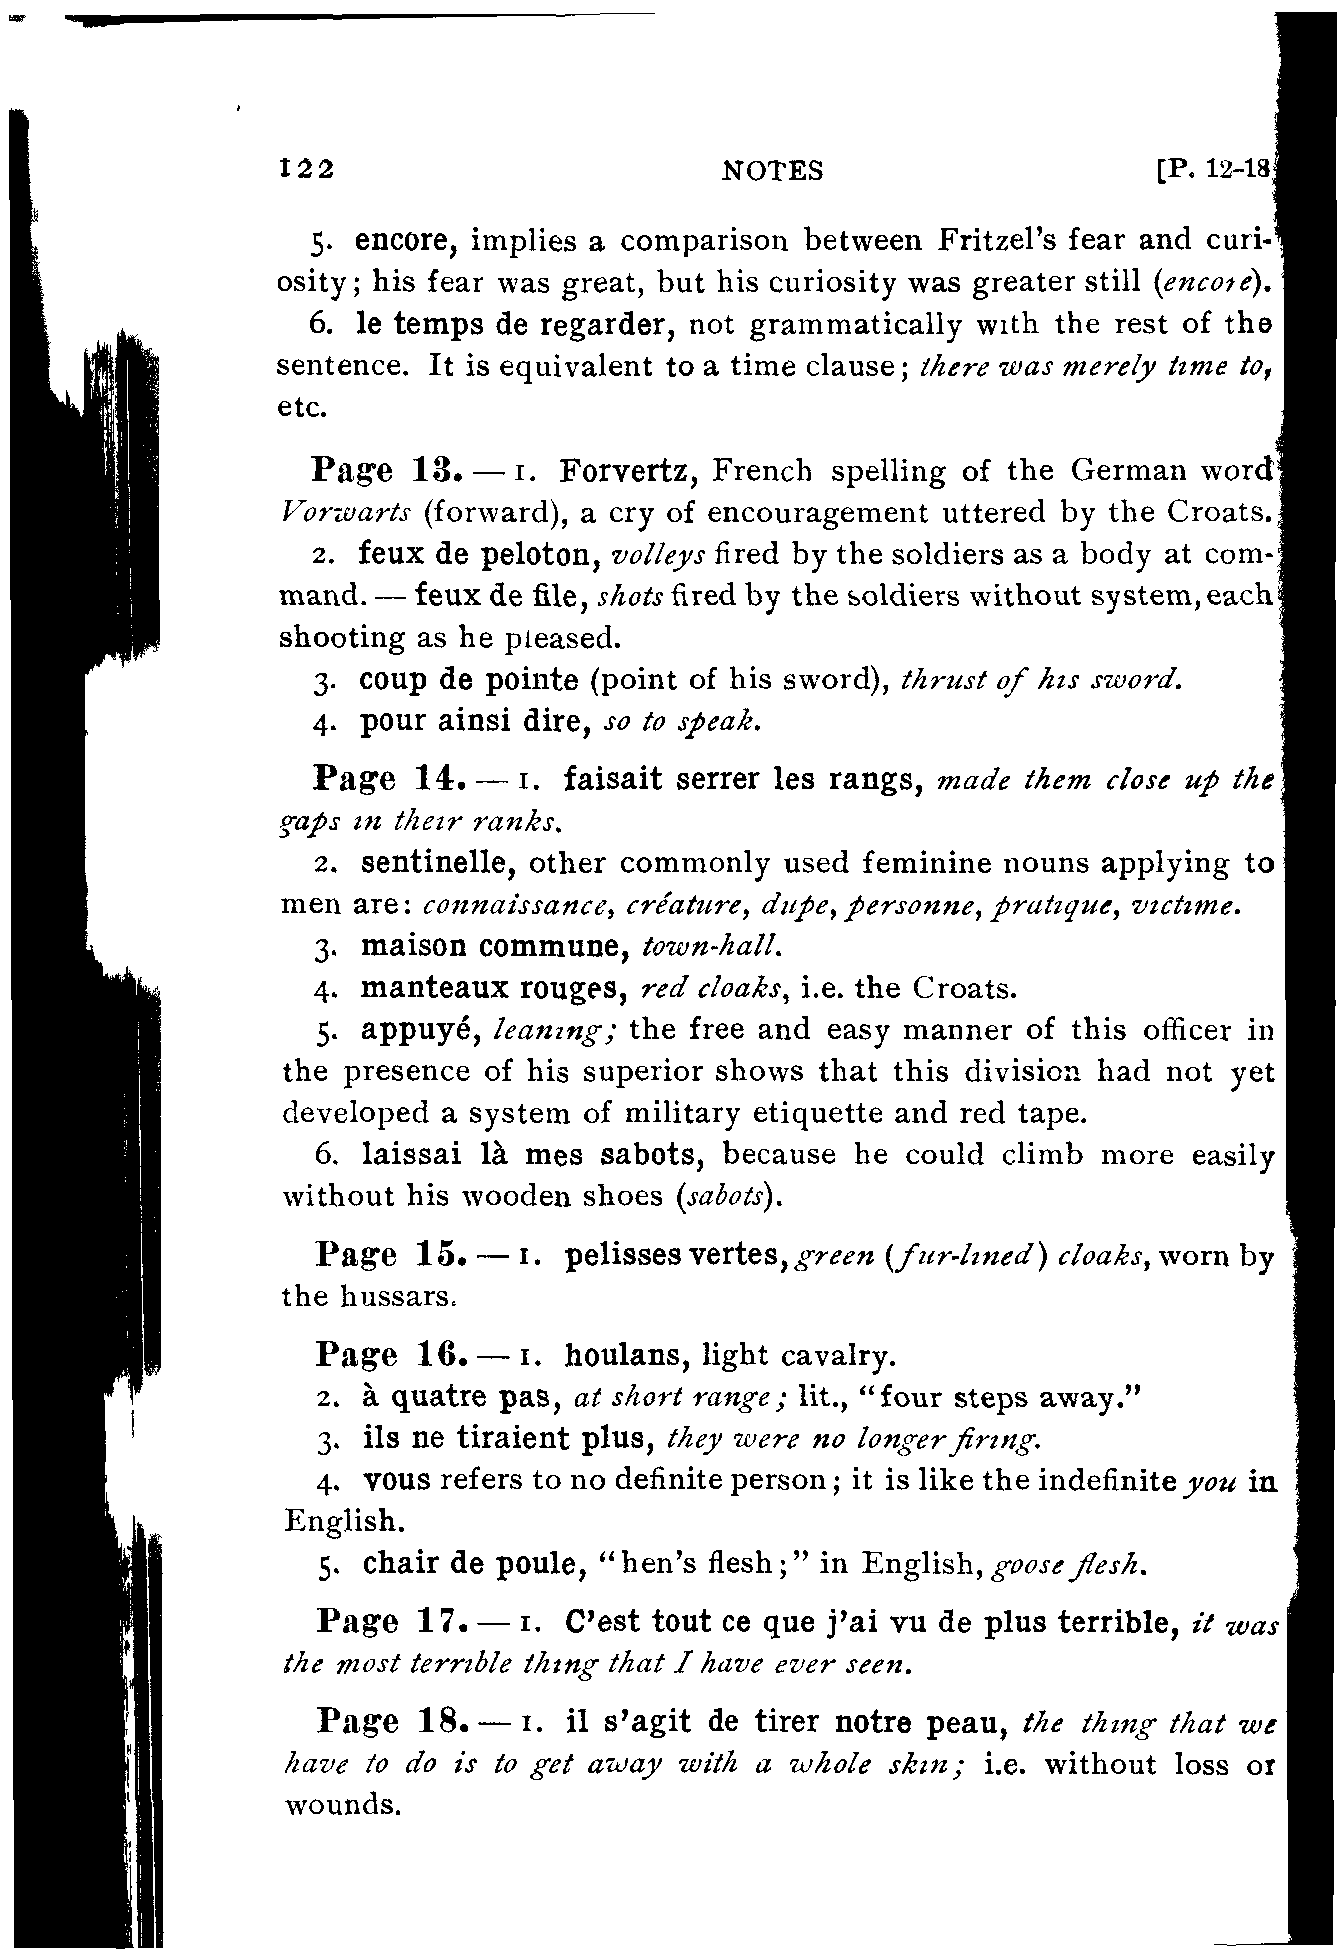 122 NOTES [P. 12-18
5. encore, implies a comparison between Fritzel's fear and curi-
osity; his fear was great, but his curiosity was greater still (encore).
6. le temps de regarder, not grammatically with the rest of the
sentence. It is equivalent to a time clause; there was merely time to,
etc.
Page 13. — 1. Forvertz, French spelling of the German word
Vorwarts (forward), a cry of encouragement uttered by the Croats.
2. feux de peloton, volleys fired by the soldiers as a body at com-
mand. — feux de file, shots fired by the soldiers without system, each
shooting as he pleased.
3. coup de pointe (point of his sword), thrust of his sword.
4. pour ainsi dire, so to speak.
Page 14. — 1. faisait serrer les rangs, made them close up the
gaps in their ranks.
2. sentinelle, other commonly used feminine nouns applying to
men are: connaissance, créature, dupe, personne, pratique, victime.
3. maison commune, town-hall.
4. manteaux rouges, red cloaks, i.e. the Croats.
5. appuyé, leaning; the free and easy manner of this officer in
the presence of his superior shows that this division had not yet
developed a system of military etiquette and red tape.
6. laissai là mes sabots, because he could climb more easily
without his wooden shoes (sabots).
Page 15. — 1. pelisses vertes, green (fur-lined) cloaks, worn by
the hussars.
Page 16. — 1. houlans, light cavalry.
2. à quatre pas, at short range; lit., "four steps away."
3. ils ne tiraient plus, they were no longer firing.
4. vous refers to no definite person; it is like the indefinite you in
English.
5. chair de poule, "hen's flesh;" in English, goose flesh.
Page 17. — 1. C'est tout ce que j'ai vu de plus terrible, it was
the most terrible thing that I have ever seen.
Page 18. — 1. il s'agit de tirer notre peau, the thing that we
have to do is to get away with a whole skin; i.e. without loss or
wounds.